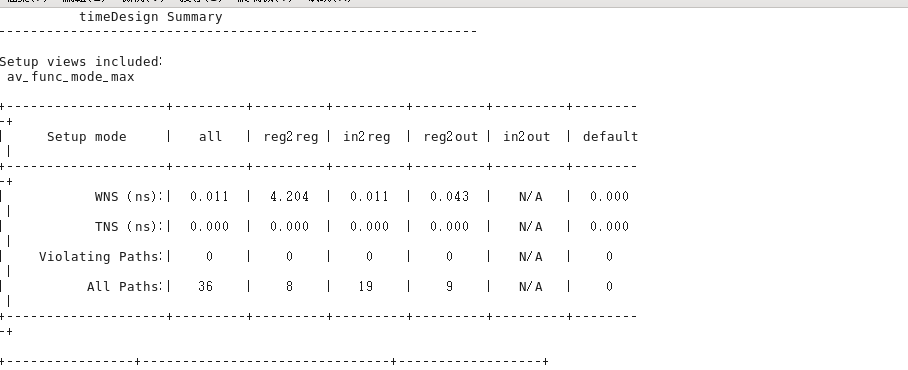 timeDesign Summary
------------------------------------------------------------
Setup views included:
av_func_mode_max
+--------------------+---------+---------+---------+---------+---------+--------
-+
|     Setup mode     |   all   | reg2reg | in2reg  | reg2out | in2out  | default
 |
+--------------------+---------+---------+---------+---------+---------+--------
-+
|           WNS (ns):|  0.011  |  4.204  |  0.011  |  0.043  |   N/A   |  0.000
 |
|           TNS (ns):|  0.000  |  0.000  |  0.000  |  0.000  |   N/A   |  0.000
 |
|    Violating Paths:|    0    |    0    |    0    |    0    |   N/A   |    0
 |
|          All Paths:|   36    |    8    |   19    |    9    |   N/A   |    0
 |
+--------------------+---------+---------+---------+---------+---------+--------
-+
+----------------+-------------------------------+------------------+